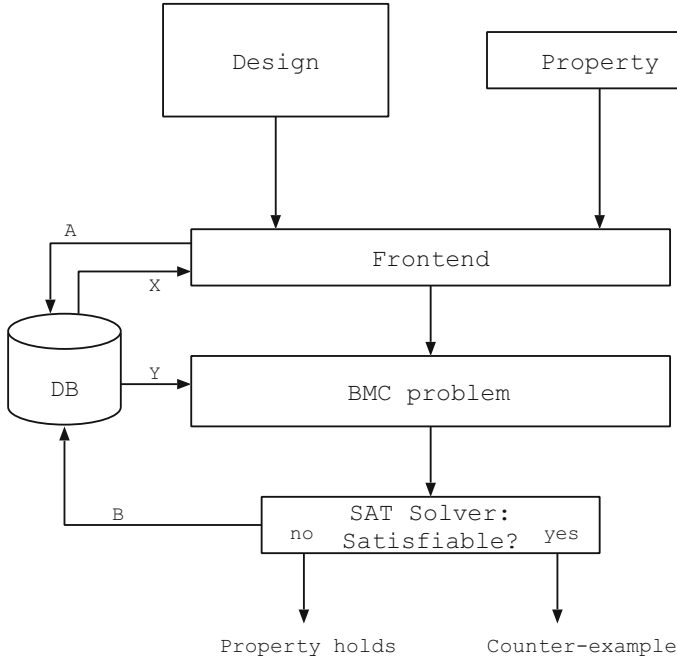 Design
Property
A
Frontend
X
DB
Y
BMC problem
B
SAT Solver:
no
Satisfiable?
yes
Property holds
Counter-example